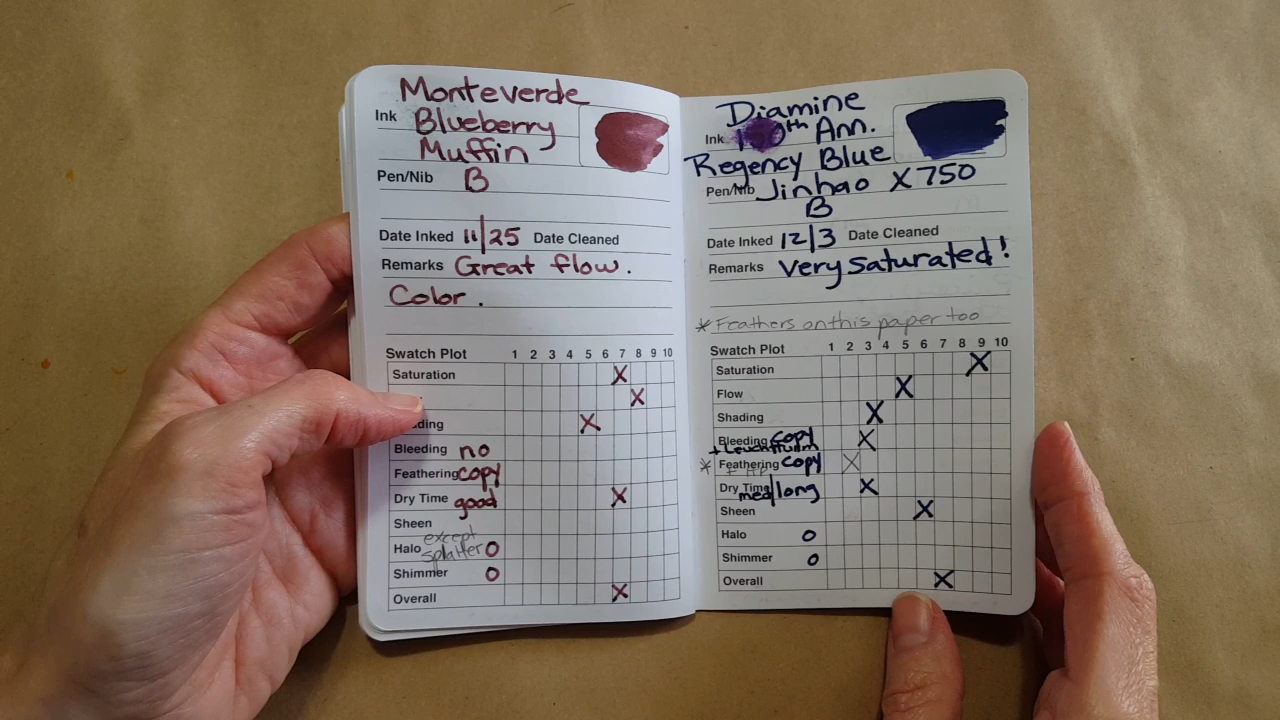 Monteverde
Ink Blueberry
Muffin
Pen/Nib B
Date Inked 11/25 Date Cleaned
Remarks Great flow.
Color.
Swatch Plot 1 2 3 4 5 6 7 8 9 10
Saturation X
X
ding X
Bleeding no
Feathering copy
Dry Time good X
Sheen
except
Halo splatter O
Shimmer O
Overall X
Diamine
Ink th Ann.
Regency Blue
Pen/Nib Jinhao X750
B
Date Inked 12/3 Date Cleaned
Remarks Very saturated!
* Feathers on this paper too
Swatch Plot 1 2 3 4 5 6 7 8 9 10
Saturation X
Flow X
Shading X
Bleeding copy X
+ Leuchtturm
* Feathering copy X
Dry Time med/long X
Sheen X
Halo O
Shimmer O
Overall X